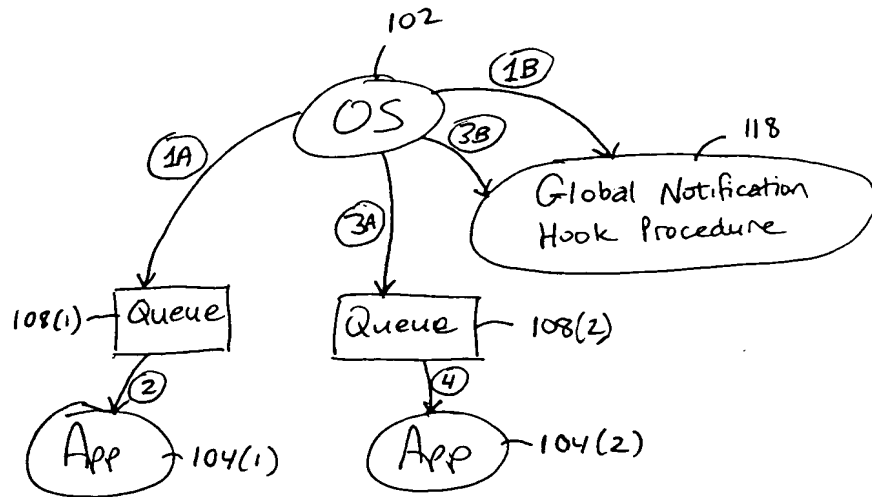 102
1B
OS
3B
118
1A
Global Notification
Hook Procedure
3A
108(1)
Queue
Queue
108(2)
2
4
App
104(1)
App
104(2)